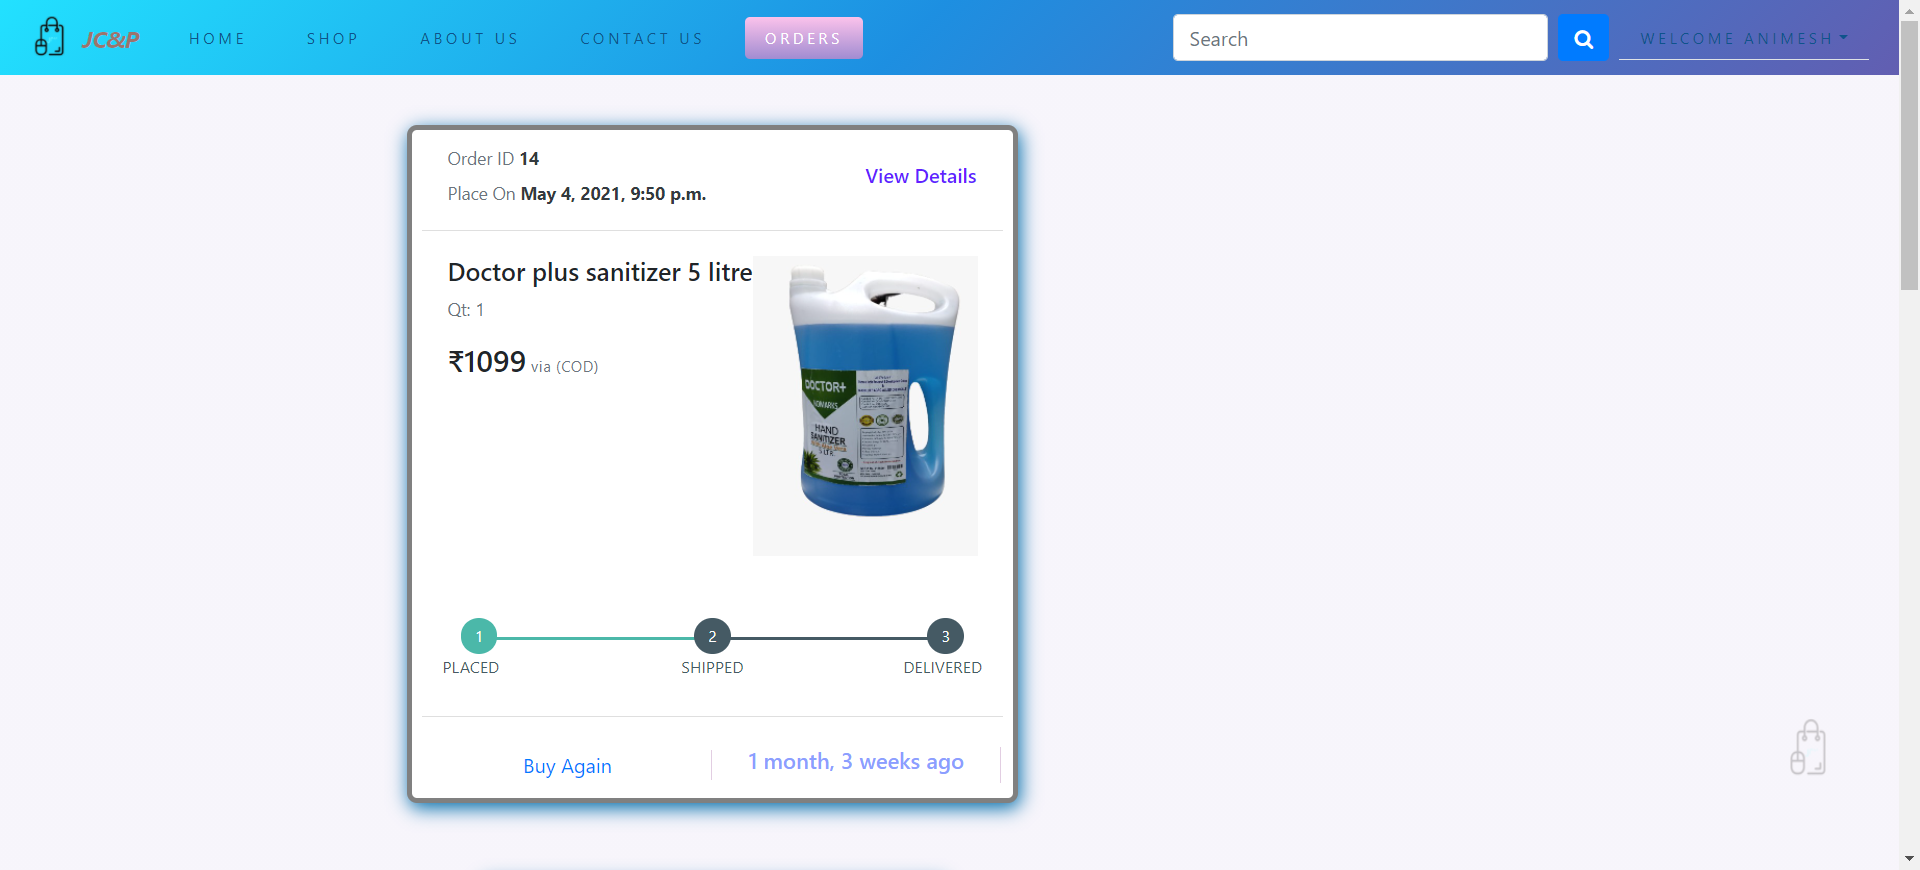 JC&P
HOME
SHOP
ABOUT US
CONTACT US
ORDERS
Search
WELCOME ANIMESH
Order ID 14
Place On May 4, 2021, 9:50 p.m.
View Details
Doctor plus sanitizer 5 litre
Qt: 1
₹1099 via (COD)
DOCTOR+
HAND
SANITIZER
5 LTR.
1
2
3
PLACED
SHIPPED
DELIVERED
Buy Again
1 month, 3 weeks ago